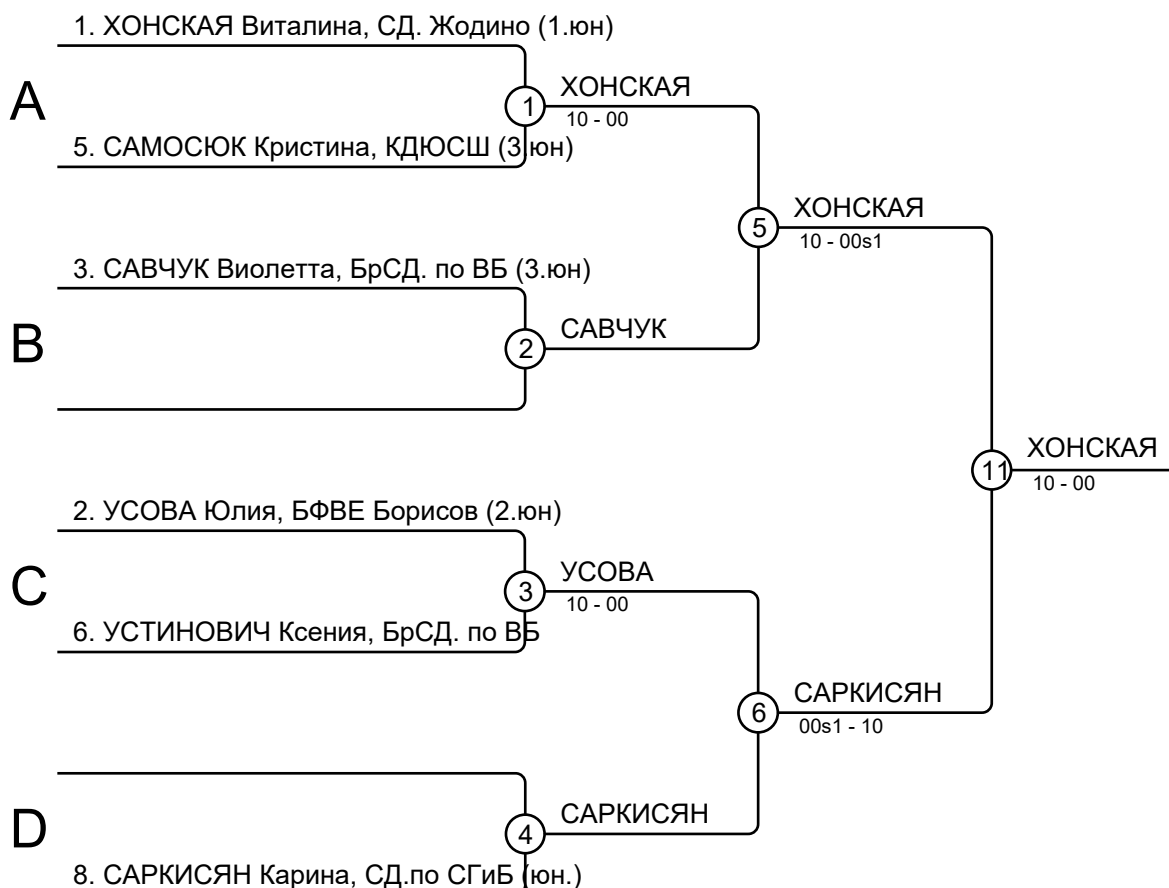 1. ХОНСКАЯ Виталина, СД. Жодино (1.юн)
A
1
ХОНСКАЯ
10 - 00
5. САМОСЮК Кристина, КДЮСШ (3.юн)
5
ХОНСКАЯ
10 - 00s1
3. САВЧУК Виолетта, БрСД. по ВБ (3.юн)
B
2
САВЧУК
11
ХОНСКАЯ
10 - 00
2. УСОВА Юлия, БФВЕ Борисов (2.юн)
C
3
УСОВА
10 - 00
6. УСТИНОВИЧ Ксения, БрСД. по ВБ
6
САРКИСЯН
00s1 - 10
D
4
САРКИСЯН
8. САРКИСЯН Карина, СД.по СГиБ (юн.)